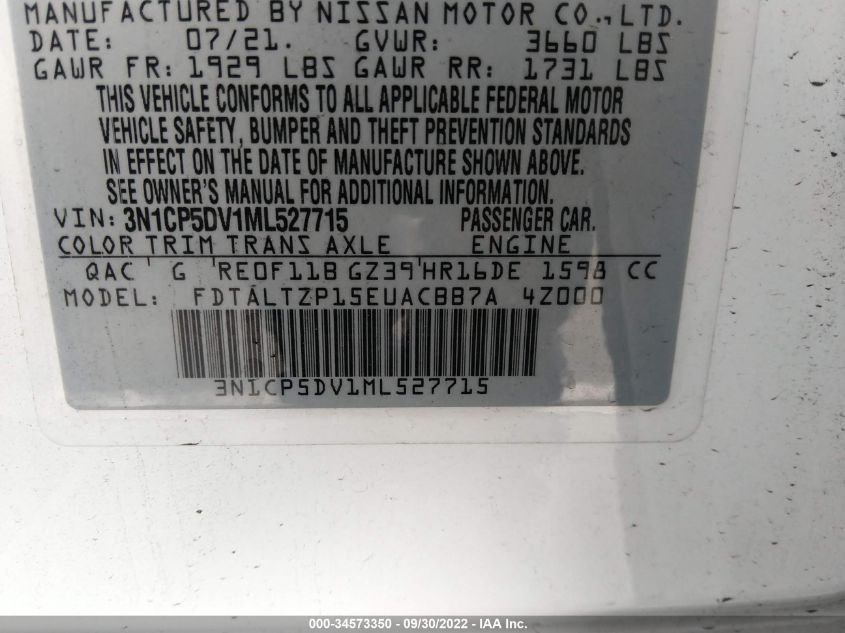 MANUFACTURED BY NISSAN MOTOR CO., LTD.
DATE: 07/21. GVWR: 3660 LBS
GAWR FR: 1929 LBS GAWR RR: 1731 LBS
THIS VEHICLE CONFORMS TO ALL APPLICABLE FEDERAL MOTOR
VEHICLE SAFETY, BUMPER AND THEFT PREVENTION STANDARDS
IN EFFECT ON THE DATE OF MANUFACTURE SHOWN ABOVE.
SEE OWNER'S MANUAL FOR ADDITIONAL INFORMATION.
VIN: 3N1CP5DV1ML527715 PASSENGER CAR.
COLOR TRIM TRANS AXLE ENGINE
QAC G RE0F11B GZ39 HR16DE 1598 CC
MODEL: FDTALTZP15EUACBB7A 4Z000
3N1CP5DV1ML527715
000-34573350 - 09/30/2022 - IAA Inc.